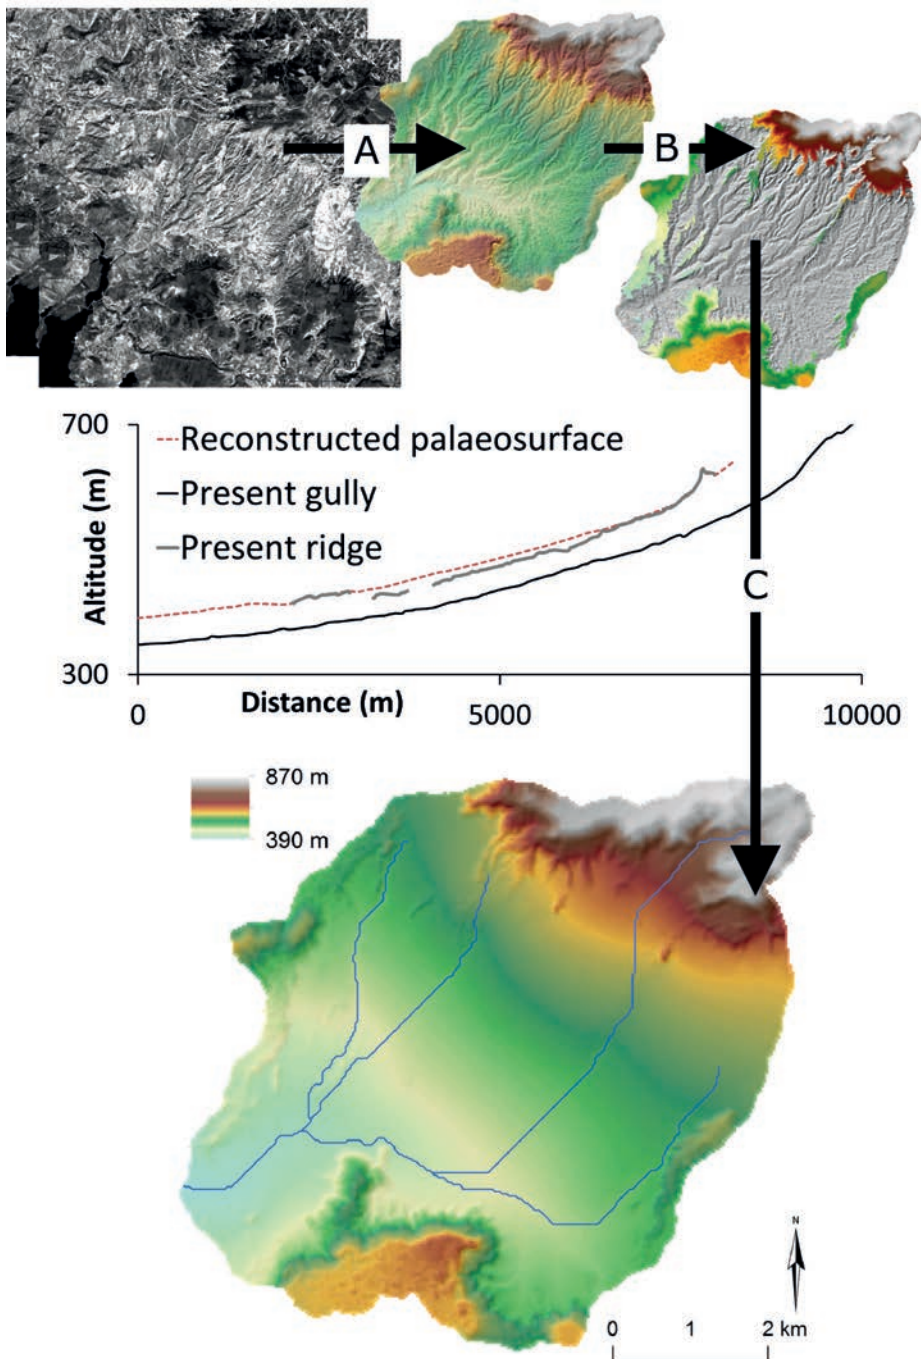 A
B
700
Altitude (m)
Reconstructed palaeosurface
Present gully
Present ridge
C
300
0
Distance (m)
5000
10000
870 m
390 m
N
0 1 2 km